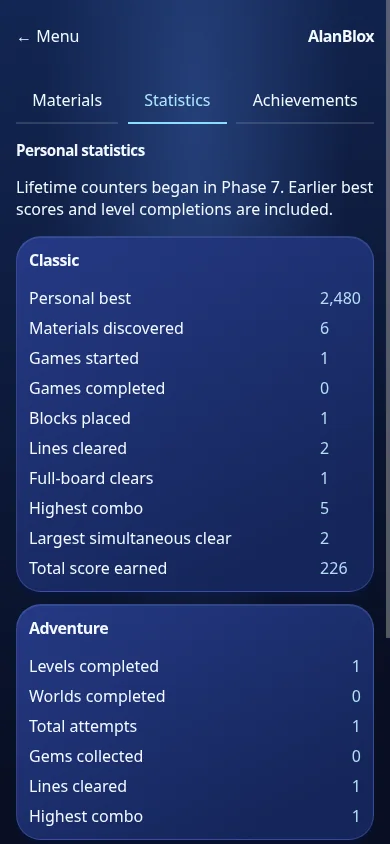 ← Menu
AlanBlox
Materials
Statistics
Achievements
Personal statistics
Lifetime counters began in Phase 7. Earlier best
scores and level completions are included.
Classic
Personal best 2,480
Materials discovered 6
Games started 1
Games completed 0
Blocks placed 1
Lines cleared 2
Full-board clears 1
Highest combo 5
Largest simultaneous clear 2
Total score earned 226
Adventure
Levels completed 1
Worlds completed 0
Total attempts 1
Gems collected 0
Lines cleared 1
Highest combo 1